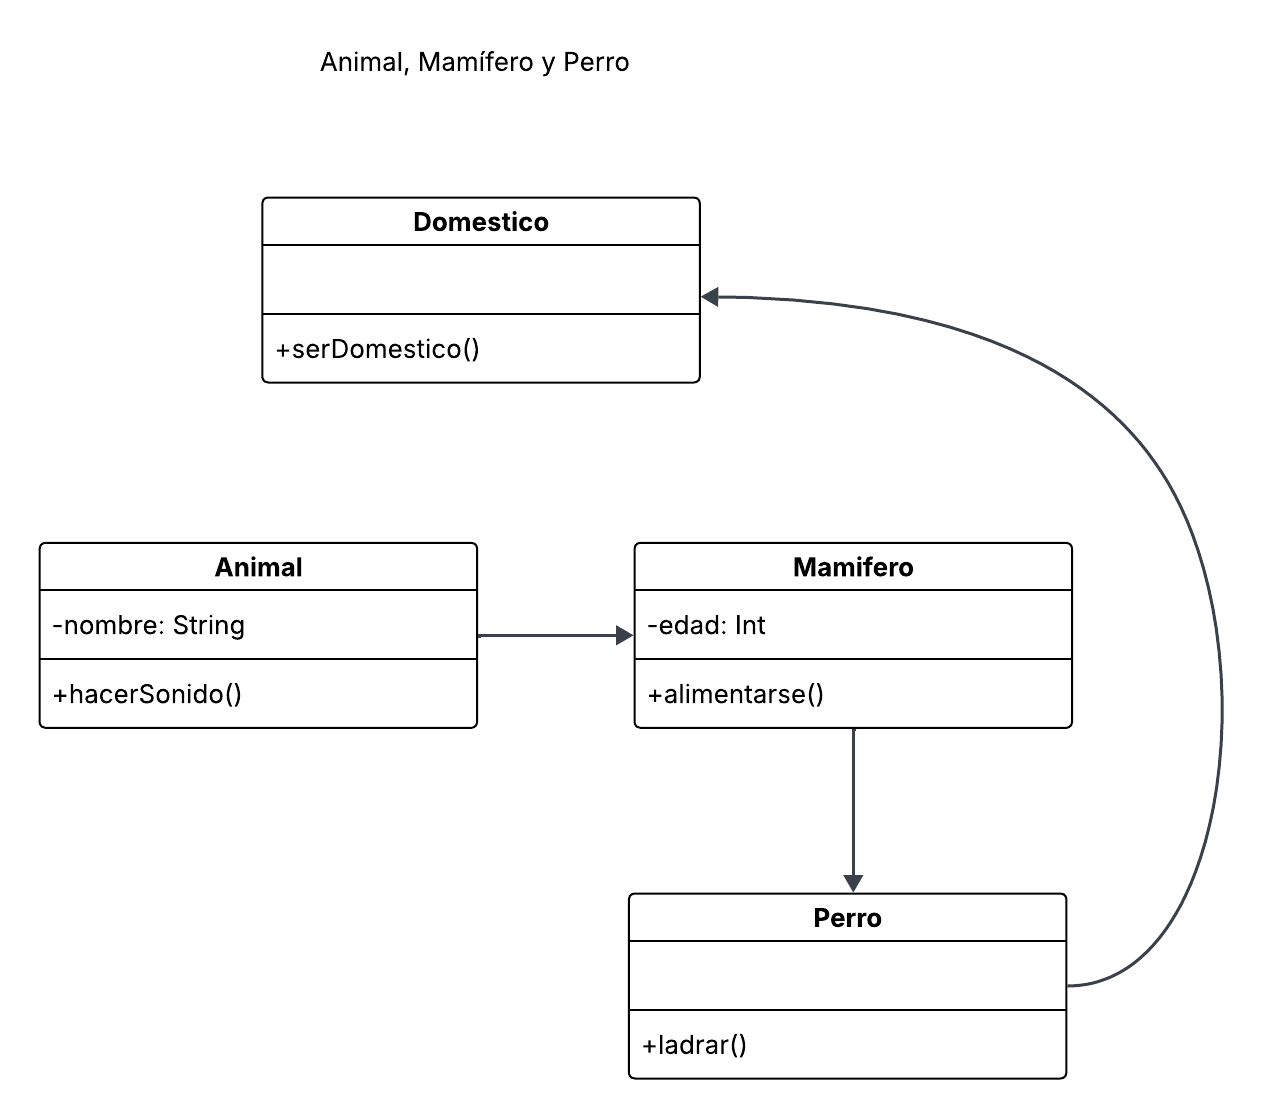 Animal, Mamífero y Perro
Domestico
+serDomestico()
Animal
-nombre: String
+hacerSonido()
Mamifero
-edad: Int
+alimentarse()
Perro
+ladrar()